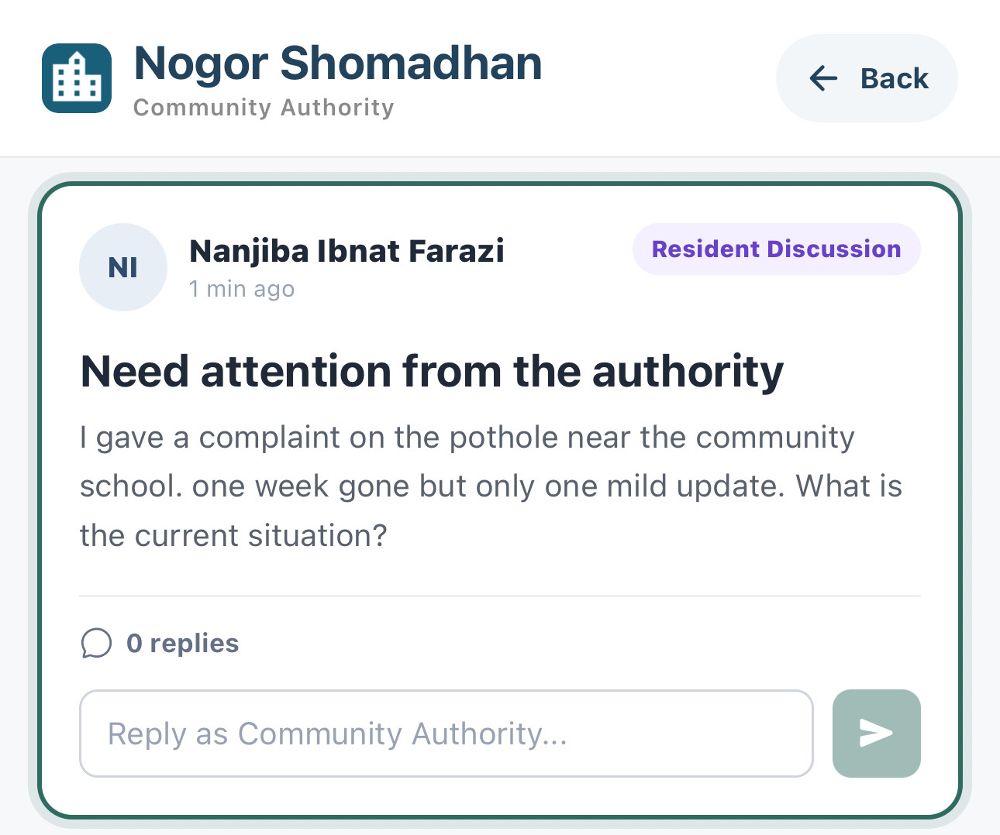 Nogor Shomadhan
Community Authority
Back
NI
Nanjiba Ibnat Farazi
1 min ago
Resident Discussion
Need attention from the authority
I gave a complaint on the pothole near the community
school. one week gone but only one mild update. What is
the current situation?
0 replies
Reply as Community Authority...